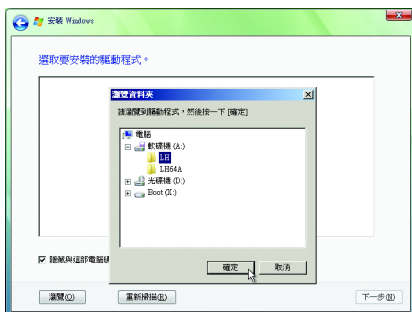 安裝 Windows
選取要安裝的驅動程式。
瀏覽資料夾
請瀏覽到驅動程式，然後按一下 [確定]
電腦
軟碟機 (A:)
LH
LH64A
光碟機 (D:)
Boot (X:)
確定
取消
隱藏與這部電腦硬
瀏覽(O)
重新掃描(R)
下一步(N)